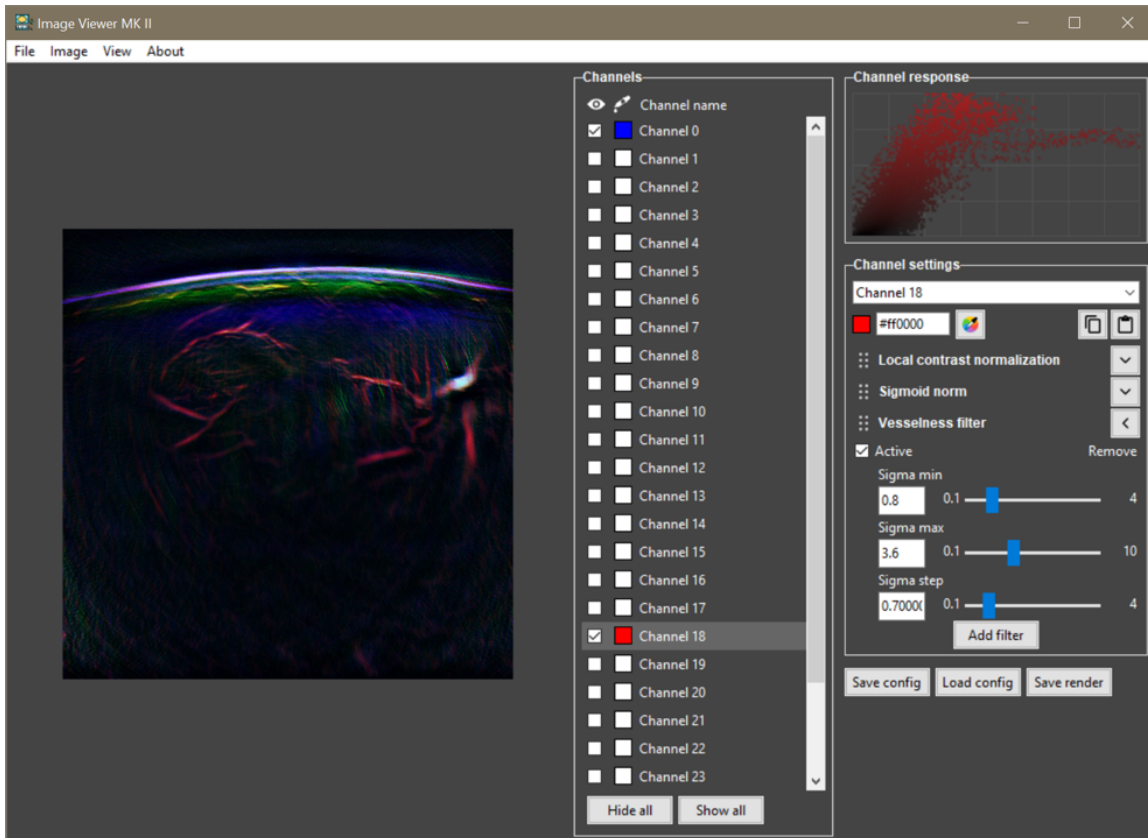 Image Viewer MK II
File Image View About
Channels
Channel name
Channel 0
Channel 1
Channel 2
Channel 3
Channel 4
Channel 5
Channel 6
Channel 7
Channel 8
Channel 9
Channel 10
Channel 11
Channel 12
Channel 13
Channel 14
Channel 15
Channel 16
Channel 17
Channel 18
Channel 19
Channel 20
Channel 21
Channel 22
Channel 23
Hide all Show all
Channel response
Channel settings
Channel 18
#ff0000
Local contrast normalization
Sigmoid norm
Vesselness filter
Active Remove
Sigma min
0.8 0.1 4
Sigma max
3.6 0.1 10
Sigma step
0.7000 0.1 4
Add filter
Save config Load config Save render